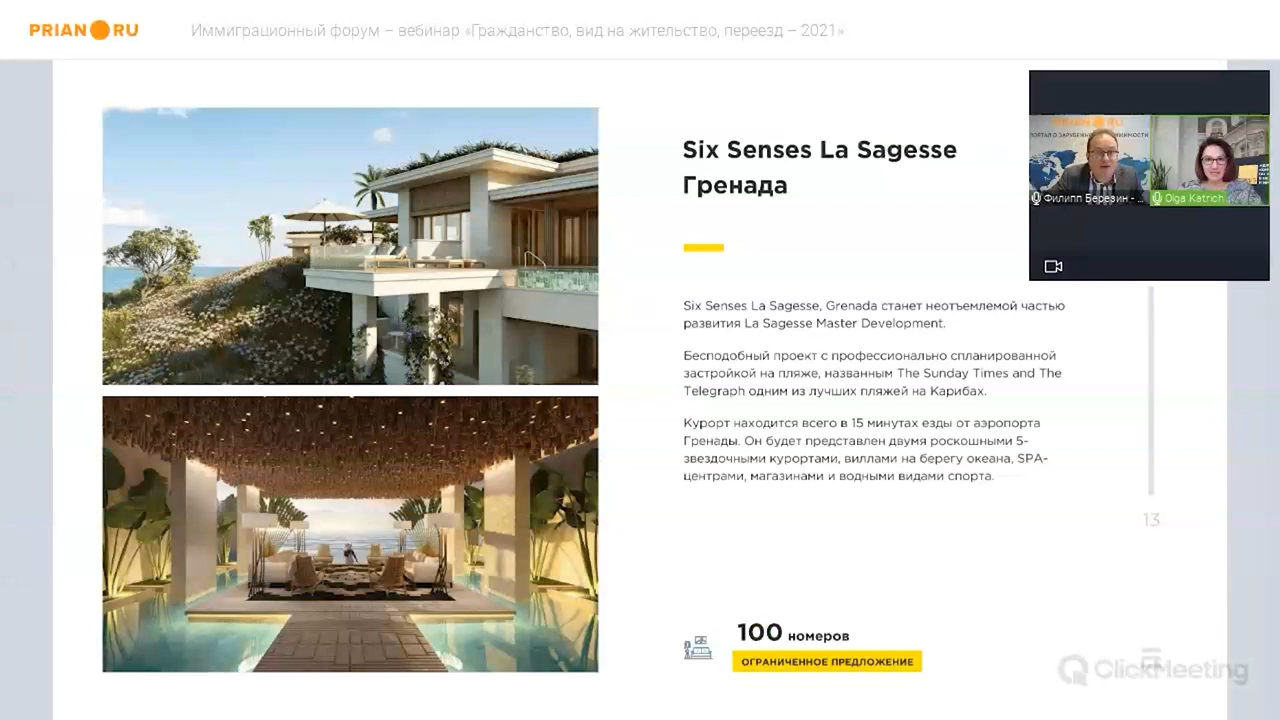 PRIAN RU
Иммиграционный форум – вебинар «Гражданство, вид на жительство, переезд – 2021»
Six Senses La Sagesse
Гренада
Филипп Березин - ...
Olga Katrich
Six Senses La Sagesse, Grenada станет неотъемлемой частью
развития La Sagesse Master Development.
Бесподобный проект с профессионально спланированной
застройкой на пляже, названным The Sunday Times and The
Telegraph одним из лучших пляжей на Карибах.
Курорт находится всего в 15 минутах езды от аэропорта
Гренады. Он будет представлен двумя роскошными 5-
звездочными курортами, виллами на берегу океана, SPA-
центрами, магазинами и водными видами спорта.
13
100 номеров
ОГРАНИЧЕННОЕ ПРЕДЛОЖЕНИЕ
ClickMeeting